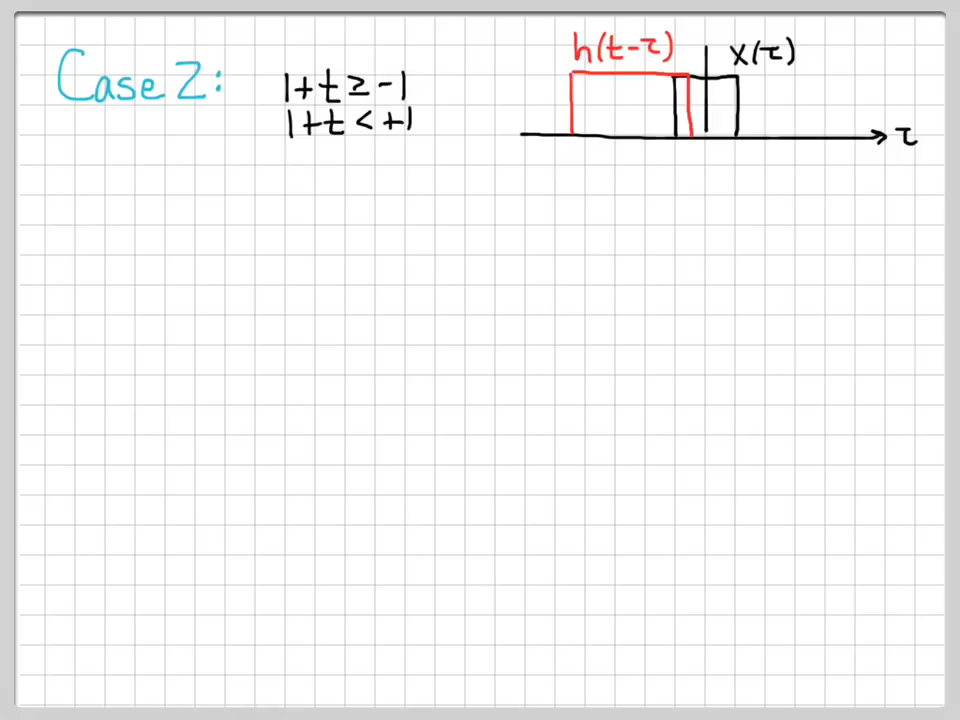 Case 2:
1+t ≥ -1
1+t < +1
h(t-τ)
x(τ)
τ